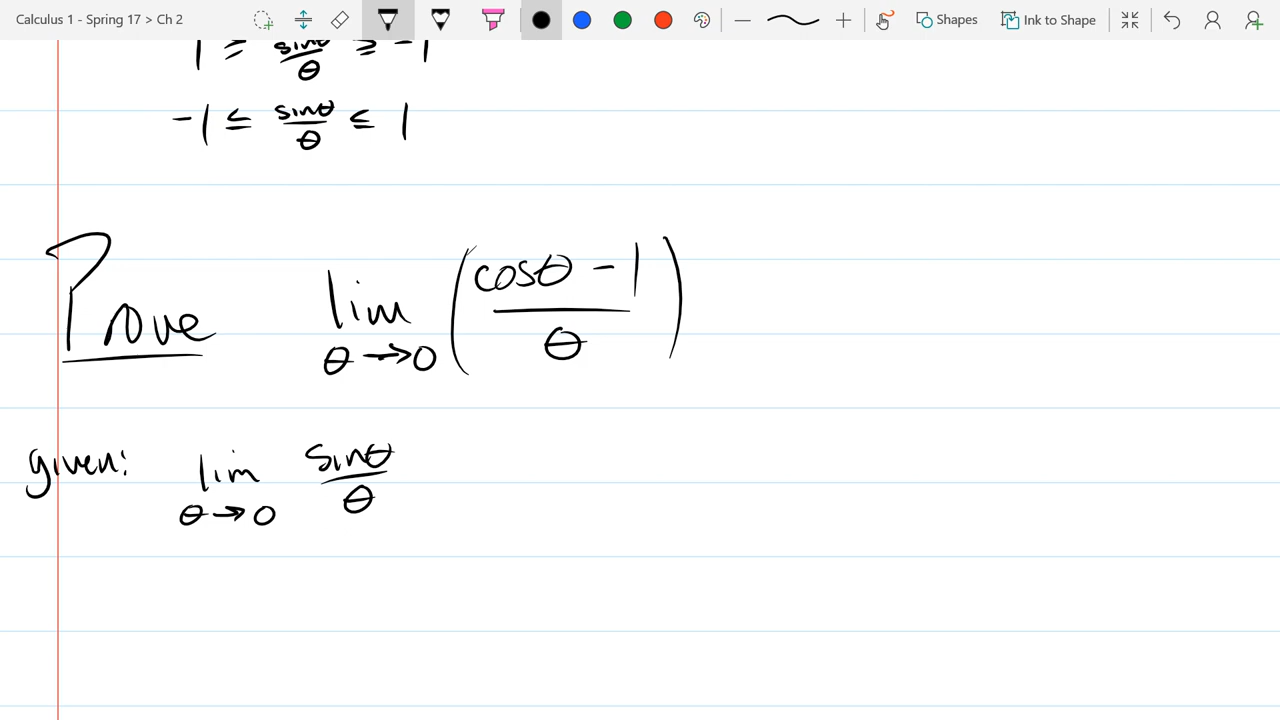 Calculus 1 - Spring 17 > Ch 2
Shapes
Ink to Shape
1 ≥ sinθ/θ ≥ -1
-1 ≤ sinθ/θ ≤ 1
Prove lim θ→0 (cosθ - 1 / θ)
given: lim θ→0 sinθ/θ